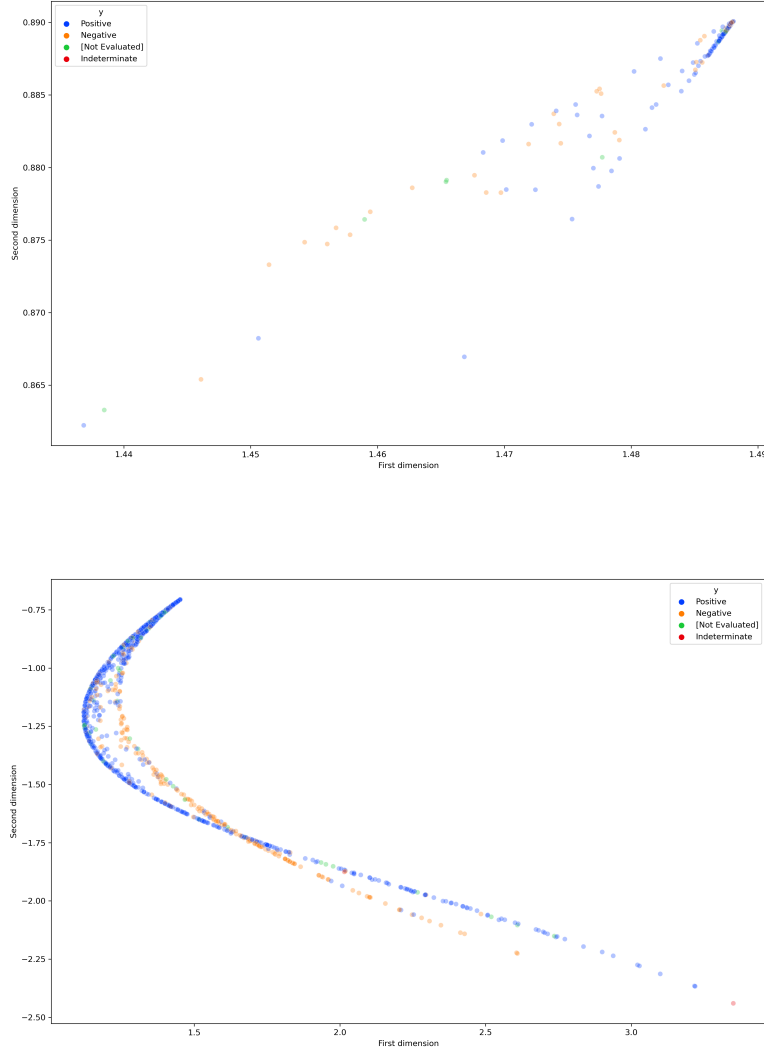 y
Positive
Negative
[Not Evaluated]
Indeterminate
0.890
0.885
0.880
0.875
0.870
0.865
Second dimension
1.44 1.45 1.46 1.47 1.48 1.49
First dimension
y
Positive
Negative
[Not Evaluated]
Indeterminate
−0.75
−1.00
−1.25
−1.50
−1.75
−2.00
−2.25
−2.50
Second dimension
1.5 2.0 2.5 3.0
First dimension